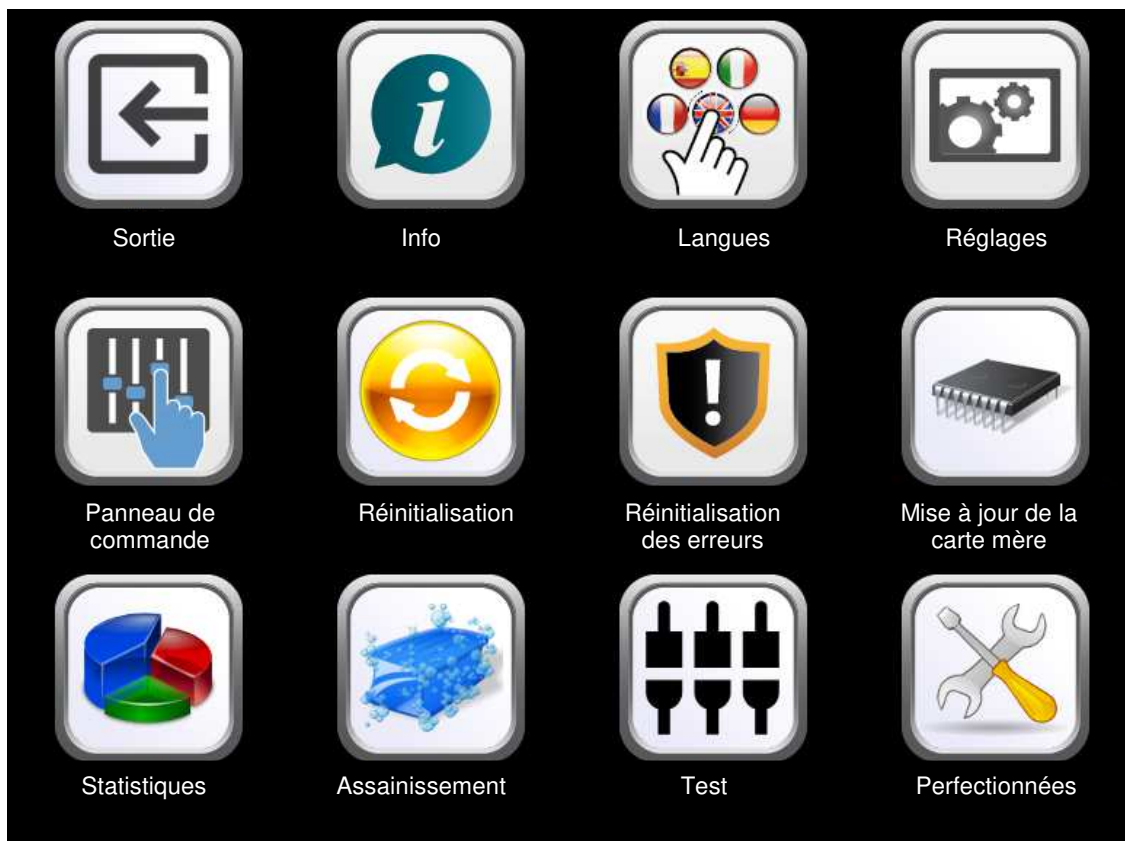 Sortie
Info
Langues
Réglages
Panneau de
commande
Réinitialisation
Réinitialisation
des erreurs
Mise à jour de la
carte mère
Statistiques
Assainissement
Test
Perfectionnées